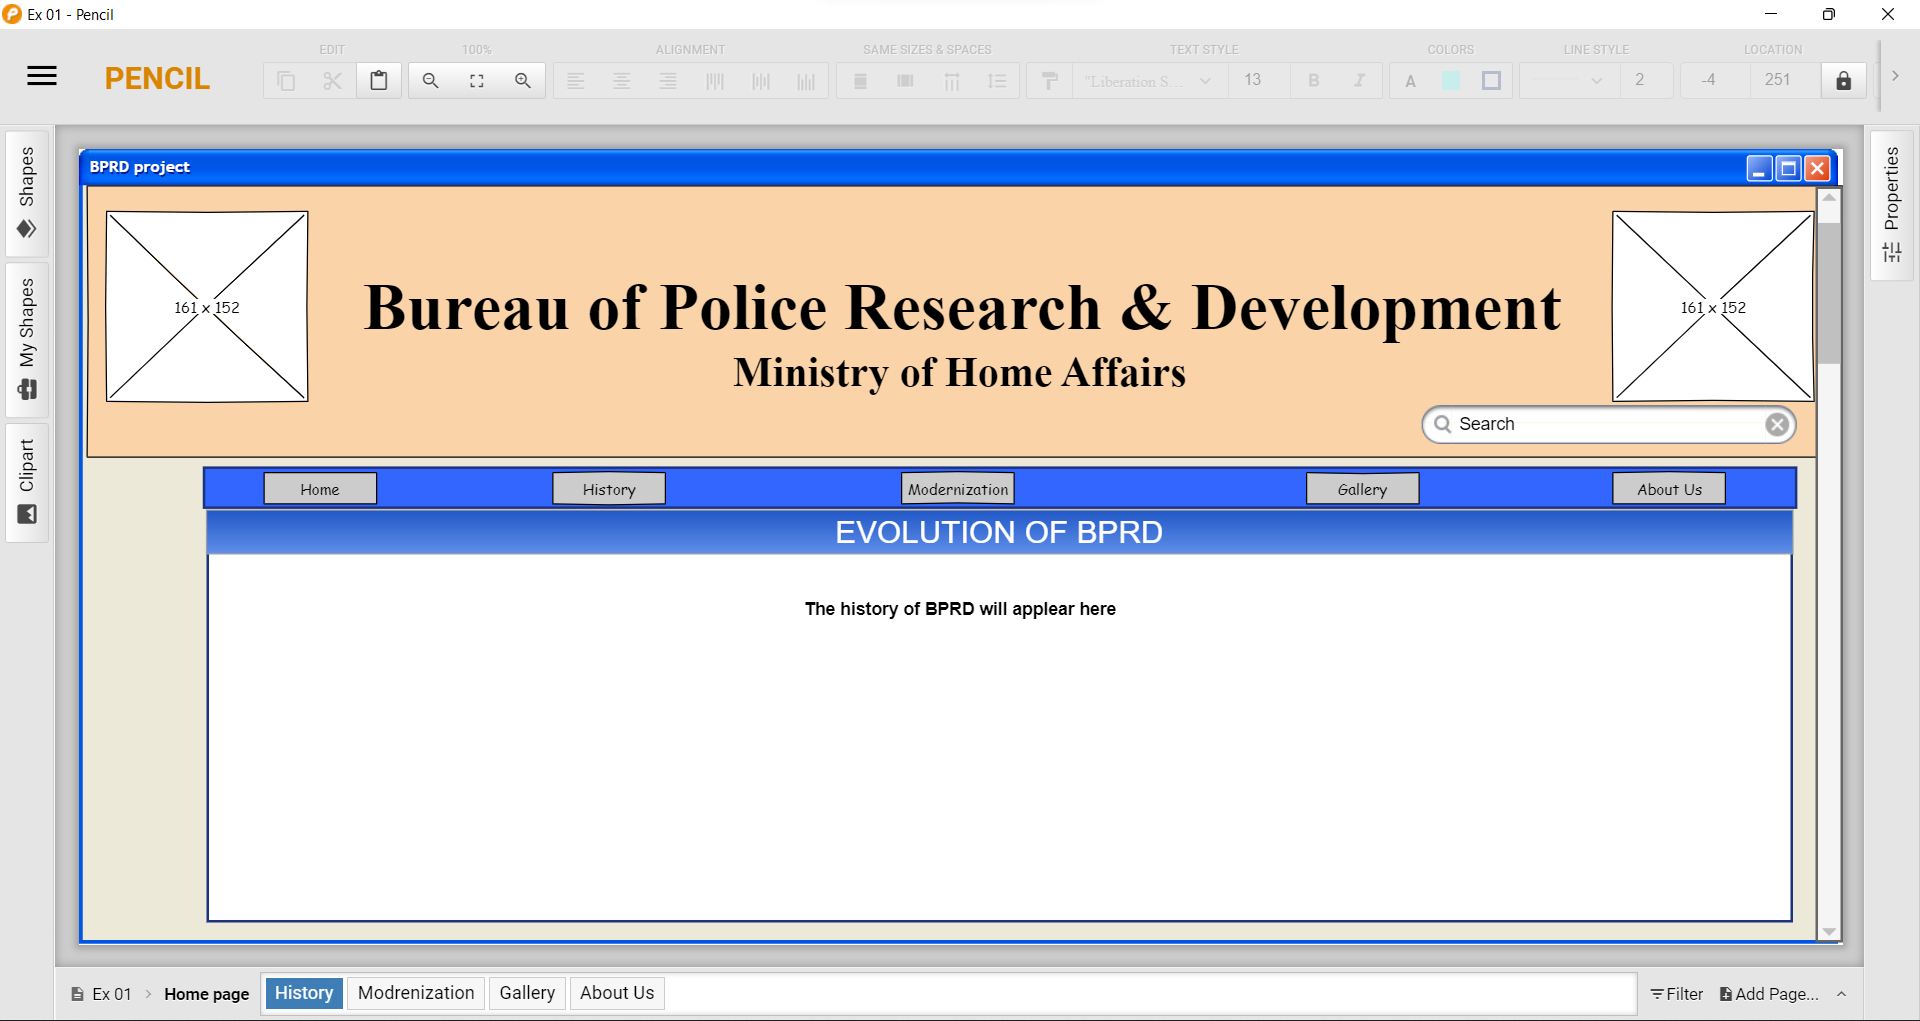 Ex 01 - Pencil
EDIT 100% ALIGNMENT SAME SIZES & SPACES TEXT STYLE COLORS LINE STYLE LOCATION
PENCIL "Liberation S... 13 B I A 2 -4 251
Shapes
My Shapes
Clipart
Properties
BPRD project
161 x 152
161 x 152
Bureau of Police Research & Development
Ministry of Home Affairs
Search
Home History Modernization Gallery About Us
EVOLUTION OF BPRD
The history of BPRD will applear here
Ex 01 > Home page History Modrenization Gallery About Us Filter Add Page...